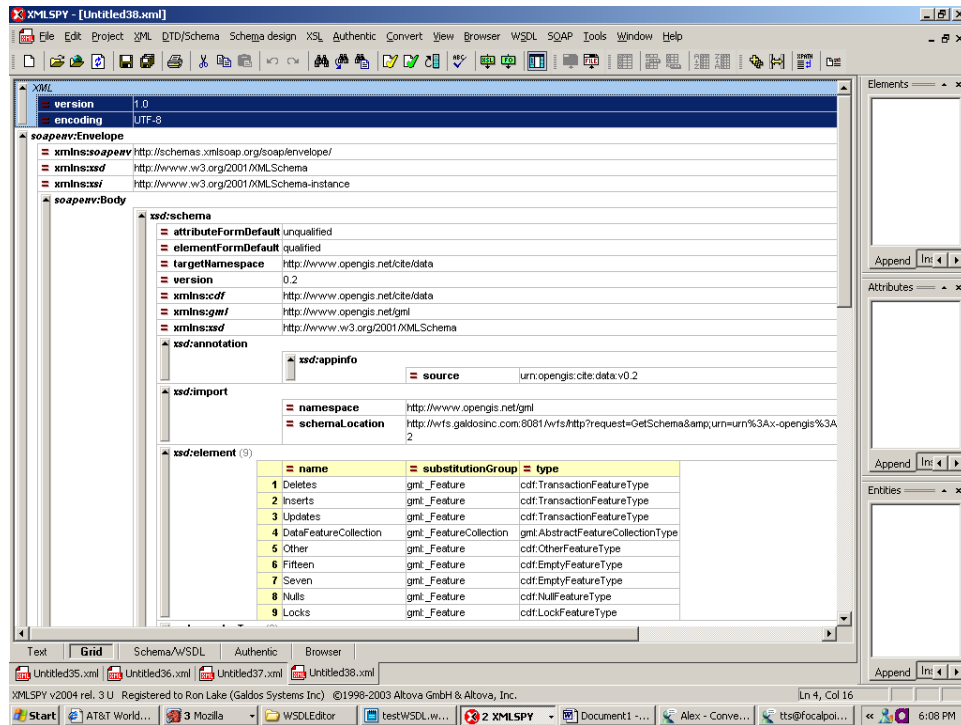 XMLSPY - [Untitled38.xml]
File Edit Project XML DTD/Schema Schema design XSL Authentic Convert View Browser WSDL SOAP Tools Window Help
XML
= version 1.0
= encoding UTF-8
soapenv:Envelope
= xmlns:soapenv http://schemas.xmlsoap.org/soap/envelope/
= xmlns:xsd http://www.w3.org/2001/XMLSchema
= xmlns:xsi http://www.w3.org/2001/XMLSchema-instance
soapenv:Body
xsd:schema
= attributeFormDefault unqualified
= elementFormDefault qualified
= targetNamespace http://www.opengis.net/cite/data
= version 0.2
= xmlns:cdf http://www.opengis.net/cite/data
= xmlns:gml http://www.opengis.net/gml
= xmlns:xsd http://www.w3.org/2001/XMLSchema
xsd:annotation
xsd:appinfo
= source urn:opengis:cite:data:v0.2
xsd:import
= namespace http://www.opengis.net/gml
= schemaLocation http://wfs.galdosinc.com:8081/wfs/http?request=GetSchema&amp;urn=urn%3Ax-opengis%3A
2
xsd:element (9)
= name = substitutionGroup = type
1 Deletes gml:_Feature cdf:TransactionFeatureType
2 Inserts gml:_Feature cdf:TransactionFeatureType
3 Updates gml:_Feature cdf:TransactionFeatureType
4 DataFeatureCollection gml:_FeatureCollection gml:AbstractFeatureCollectionType
5 Other gml:_Feature cdf:OtherFeatureType
6 Fifteen gml:_Feature cdf:EmptyFeatureType
7 Seven gml:_Feature cdf:EmptyFeatureType
8 Nulls gml:_Feature cdf:NullFeatureType
9 Locks gml:_Feature cdf:LockFeatureType
Elements
Append
Attributes
Append
Entities
Append
Text Grid Schema/WSDL Authentic Browser
Untitled35.xml Untitled36.xml Untitled37.xml Untitled38.xml
XMLSPY v2004 rel. 3 U Registered to Ron Lake (Galdos Systems Inc) ©1998-2003 Altova GmbH & Altova, Inc. Ln 4, Col 16
Start AT&T World... 3 Mozilla WSDLEditor testWSDL.w... 2 XMLSPY Document1 -... Alex - Conve... tts@focalpoi... « 6:08 PM